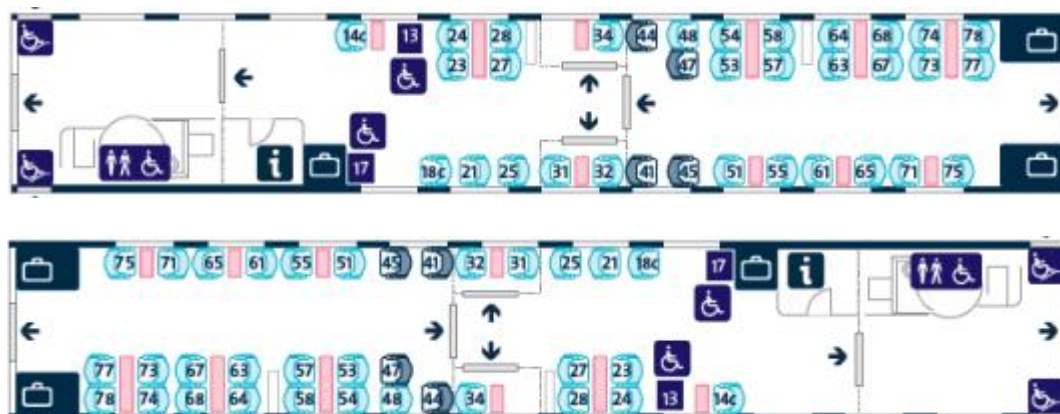 14c 13 24 28 34 44 48 54 58 64 68 74 78
23 27 47 53 57 63 67 73 77
i 17 18c 21 25 31 32 41 45 51 55 61 65 71 75
75 71 65 61 55 51 45 41 32 31 25 21 18c 17 i
77 73 67 63 57 53 47 27 23
78 74 68 64 58 54 48 44 34 28 24 13 14c